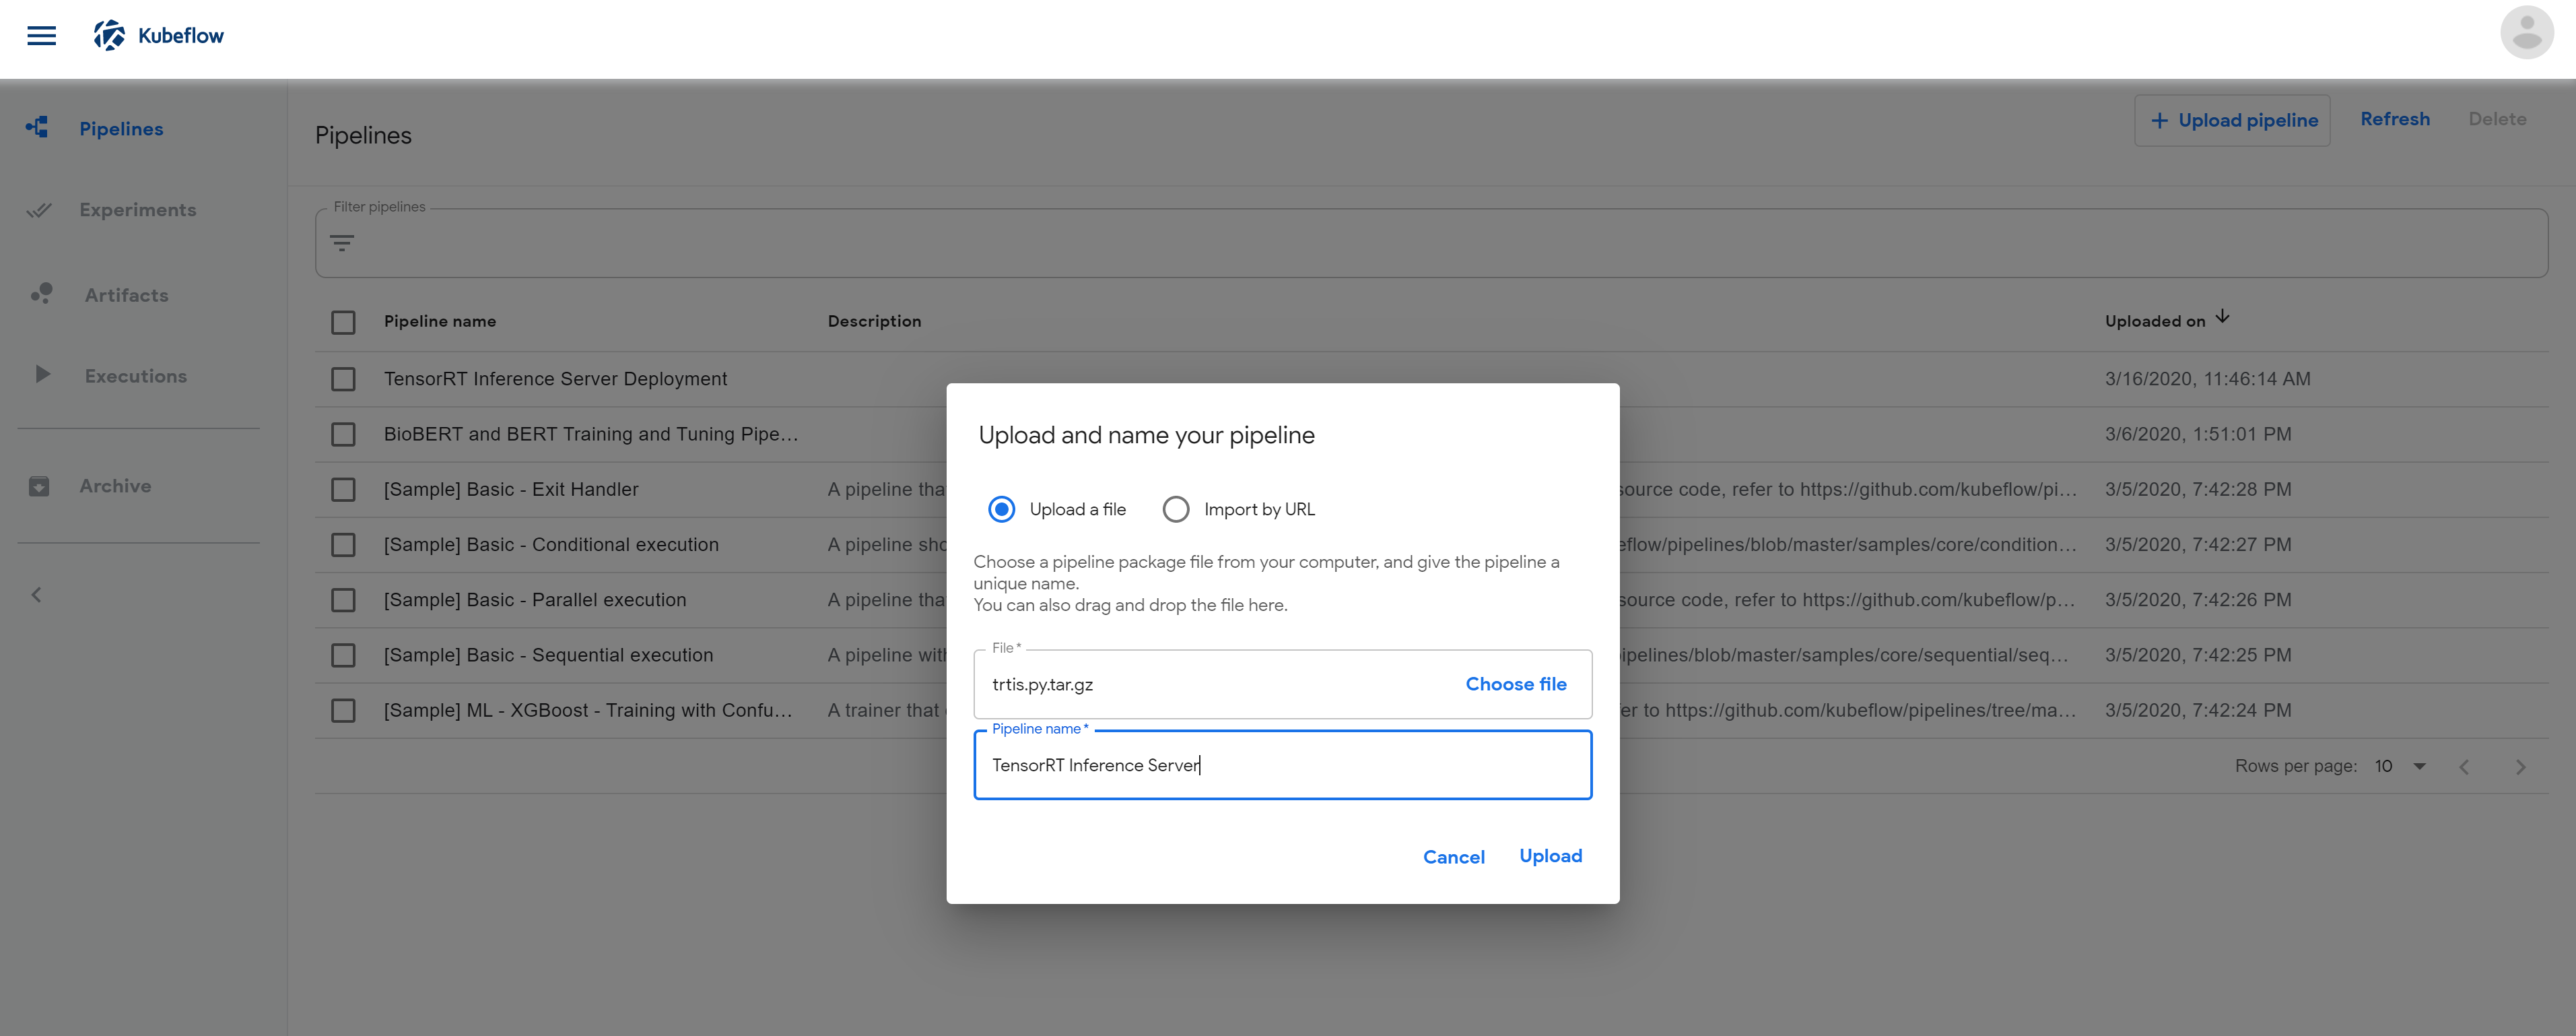 Kubeflow
Pipelines
Experiments
Artifacts
Executions
Archive
Pipelines
+ Upload pipeline
Refresh
Delete
Filter pipelines
Pipeline name Description Uploaded on
TensorRT Inference Server Deployment 3/16/2020, 11:46:14 AM
BioBERT and BERT Training and Tuning Pipe... 3/6/2020, 1:51:01 PM
[Sample] Basic - Exit Handler A pipeline source code, refer to https://github.com/kubeflow/pi... 3/5/2020, 7:42:28 PM
[Sample] Basic - Conditional execution A pipeline eflow/pipelines/blob/master/samples/core/condition... 3/5/2020, 7:42:27 PM
[Sample] Basic - Parallel execution A pipeline source code, refer to https://github.com/kubeflow/p... 3/5/2020, 7:42:26 PM
[Sample] Basic - Sequential execution A pipeline ipelines/blob/master/samples/core/sequential/seq... 3/5/2020, 7:42:25 PM
[Sample] ML - XGBoost - Training with Confu... A trainer that er to https://github.com/kubeflow/pipelines/tree/ma... 3/5/2020, 7:42:24 PM
Rows per page: 10
Upload and name your pipeline
Upload a file Import by URL
Choose a pipeline package file from your computer, and give the pipeline a
unique name.
You can also drag and drop the file here.
File *
trtis.py.tar.gz Choose file
Pipeline name *
TensorRT Inference Server
Cancel Upload